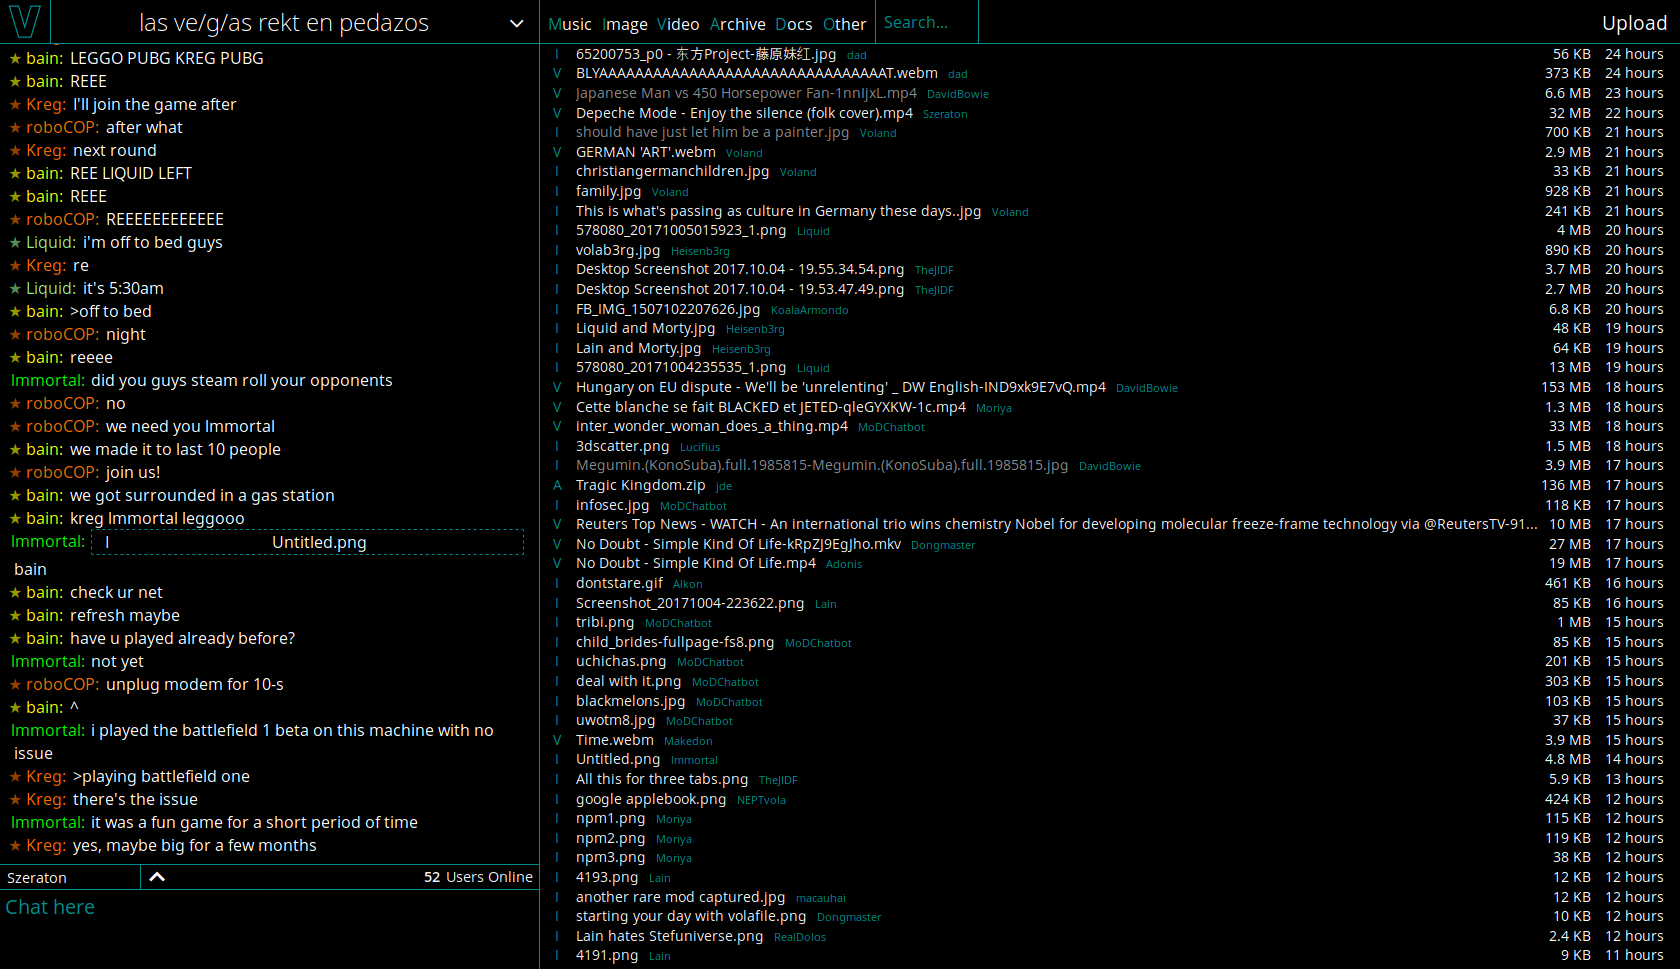 V las ve/g/as rekt en pedazos
★ bain: LEGGO PUBG KREG PUBG
★ bain: REEE
★ Kreg: I'll join the game after
★ roboCOP: after what
★ Kreg: next round
★ bain: REE LIQUID LEFT
★ bain: REEE
★ roboCOP: REEEEEEEEEEEE
★ Liquid: i'm off to bed guys
★ Kreg: re
★ Liquid: it's 5:30am
★ bain: >off to bed
★ roboCOP: night
★ bain: reeee
Immortal: did you guys steam roll your opponents
★ roboCOP: no
★ roboCOP: we need you Immortal
★ bain: we made it to last 10 people
★ roboCOP: join us!
★ bain: we got surrounded in a gas station
★ bain: kreg Immortal leggooo
Immortal: I Untitled.png
bain
★ bain: check ur net
★ bain: refresh maybe
★ bain: have u played already before?
Immortal: not yet
★ roboCOP: unplug modem for 10-s
★ bain: ^
Immortal: i played the battlefield 1 beta on this machine with no
issue
★ Kreg: >playing battlefield one
★ Kreg: there's the issue
Immortal: it was a fun game for a short period of time
★ Kreg: yes, maybe big for a few months
Szeraton 52 Users Online
Chat here
Music Image Video Archive Docs Other Search... Upload
I 65200753_p0 - 东方Project-藤原妹红.jpg dad 56 KB 24 hours
V BLYAAAAAAAAAAAAAAAAAAAAAAAAAAAAAAAT.webm dad 373 KB 24 hours
V Japanese Man vs 450 Horsepower Fan-1nnIjxL.mp4 DavidBowie 6.6 MB 23 hours
V Depeche Mode - Enjoy the silence (folk cover).mp4 Szeraton 32 MB 22 hours
I should have just let him be a painter.jpg Voland 700 KB 21 hours
V GERMAN 'ART'.webm Voland 2.9 MB 21 hours
I christiangermanchildren.jpg Voland 33 KB 21 hours
I family.jpg Voland 928 KB 21 hours
I This is what's passing as culture in Germany these days..jpg Voland 241 KB 21 hours
I 578080_20171005015923_1.png Liquid 4 MB 20 hours
I volab3rg.jpg Heisenb3rg 890 KB 20 hours
I Desktop Screenshot 2017.10.04 - 19.55.34.54.png TheJIDF 3.7 MB 20 hours
I Desktop Screenshot 2017.10.04 - 19.53.47.49.png TheJIDF 2.7 MB 20 hours
I FB_IMG_1507102207626.jpg KoalaArmondo 6.8 KB 20 hours
I Liquid and Morty.jpg Heisenb3rg 48 KB 19 hours
I Lain and Morty.jpg Heisenb3rg 64 KB 19 hours
I 578080_20171004235535_1.png Liquid 13 MB 19 hours
V Hungary on EU dispute - We'll be 'unrelenting' _ DW English-IND9xk9E7vQ.mp4 DavidBowie 153 MB 18 hours
V Cette blanche se fait BLACKED et JETED-qleGYXKW-1c.mp4 Moriya 1.3 MB 18 hours
V inter_wonder_woman_does_a_thing.mp4 MoDChatbot 33 MB 18 hours
I 3dscatter.png Lucifius 1.5 MB 18 hours
I Megumin.(KonoSuba).full.1985815-Megumin.(KonoSuba).full.1985815.jpg DavidBowie 3.9 MB 17 hours
A Tragic Kingdom.zip jde 136 MB 17 hours
I infosec.jpg MoDChatbot 118 KB 17 hours
V Reuters Top News - WATCH - An international trio wins chemistry Nobel for developing molecular freeze-frame technology via @ReutersTV-91... 10 MB 17 hours
V No Doubt - Simple Kind Of Life-kRpZJ9EgJho.mkv Dongmaster 27 MB 17 hours
V No Doubt - Simple Kind Of Life.mp4 Adonis 19 MB 17 hours
I dontstare.gif Alkon 461 KB 16 hours
I Screenshot_20171004-223622.png Lain 85 KB 16 hours
I tribi.png MoDChatbot 1 MB 15 hours
I child_brides-fullpage-fs8.png MoDChatbot 85 KB 15 hours
I uchichas.png MoDChatbot 201 KB 15 hours
I deal with it.png MoDChatbot 303 KB 15 hours
I blackmelons.jpg MoDChatbot 103 KB 15 hours
I uwotm8.jpg MoDChatbot 37 KB 15 hours
V Time.webm Makedon 3.9 MB 15 hours
I Untitled.png Immortal 4.8 MB 14 hours
I All this for three tabs.png TheJIDF 5.9 KB 13 hours
I google applebook.png NEPTvola 424 KB 12 hours
I npm1.png Moriya 115 KB 12 hours
I npm2.png Moriya 119 KB 12 hours
I npm3.png Moriya 38 KB 12 hours
I 4193.png Lain 12 KB 12 hours
I another rare mod captured.jpg macauhai 12 KB 12 hours
I starting your day with volafile.png Dongmaster 10 KB 12 hours
I Lain hates Stefuniverse.png RealDolos 2.4 KB 12 hours
I 4191.png Lain 9 KB 11 hours